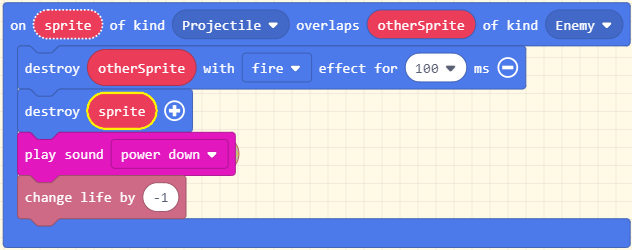 on sprite of kind Projectile overlaps otherSprite of kind Enemy
destroy otherSprite with fire effect for 100 ms
destroy sprite
play sound power down
change life by -1